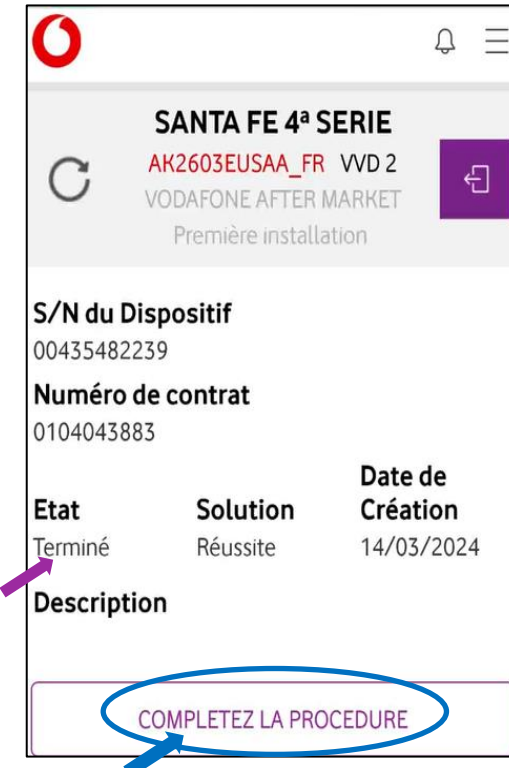 SANTA FE 4ª SERIE
AK2603EUSAA_FR VVD 2
VODAFONE AFTER MARKET
Première installation
S/N du Dispositif
00435482239
Numéro de contrat
0104043883
Etat Solution Date de Création
Terminé Réussite 14/03/2024
Description
COMPLETEZ LA PROCEDURE